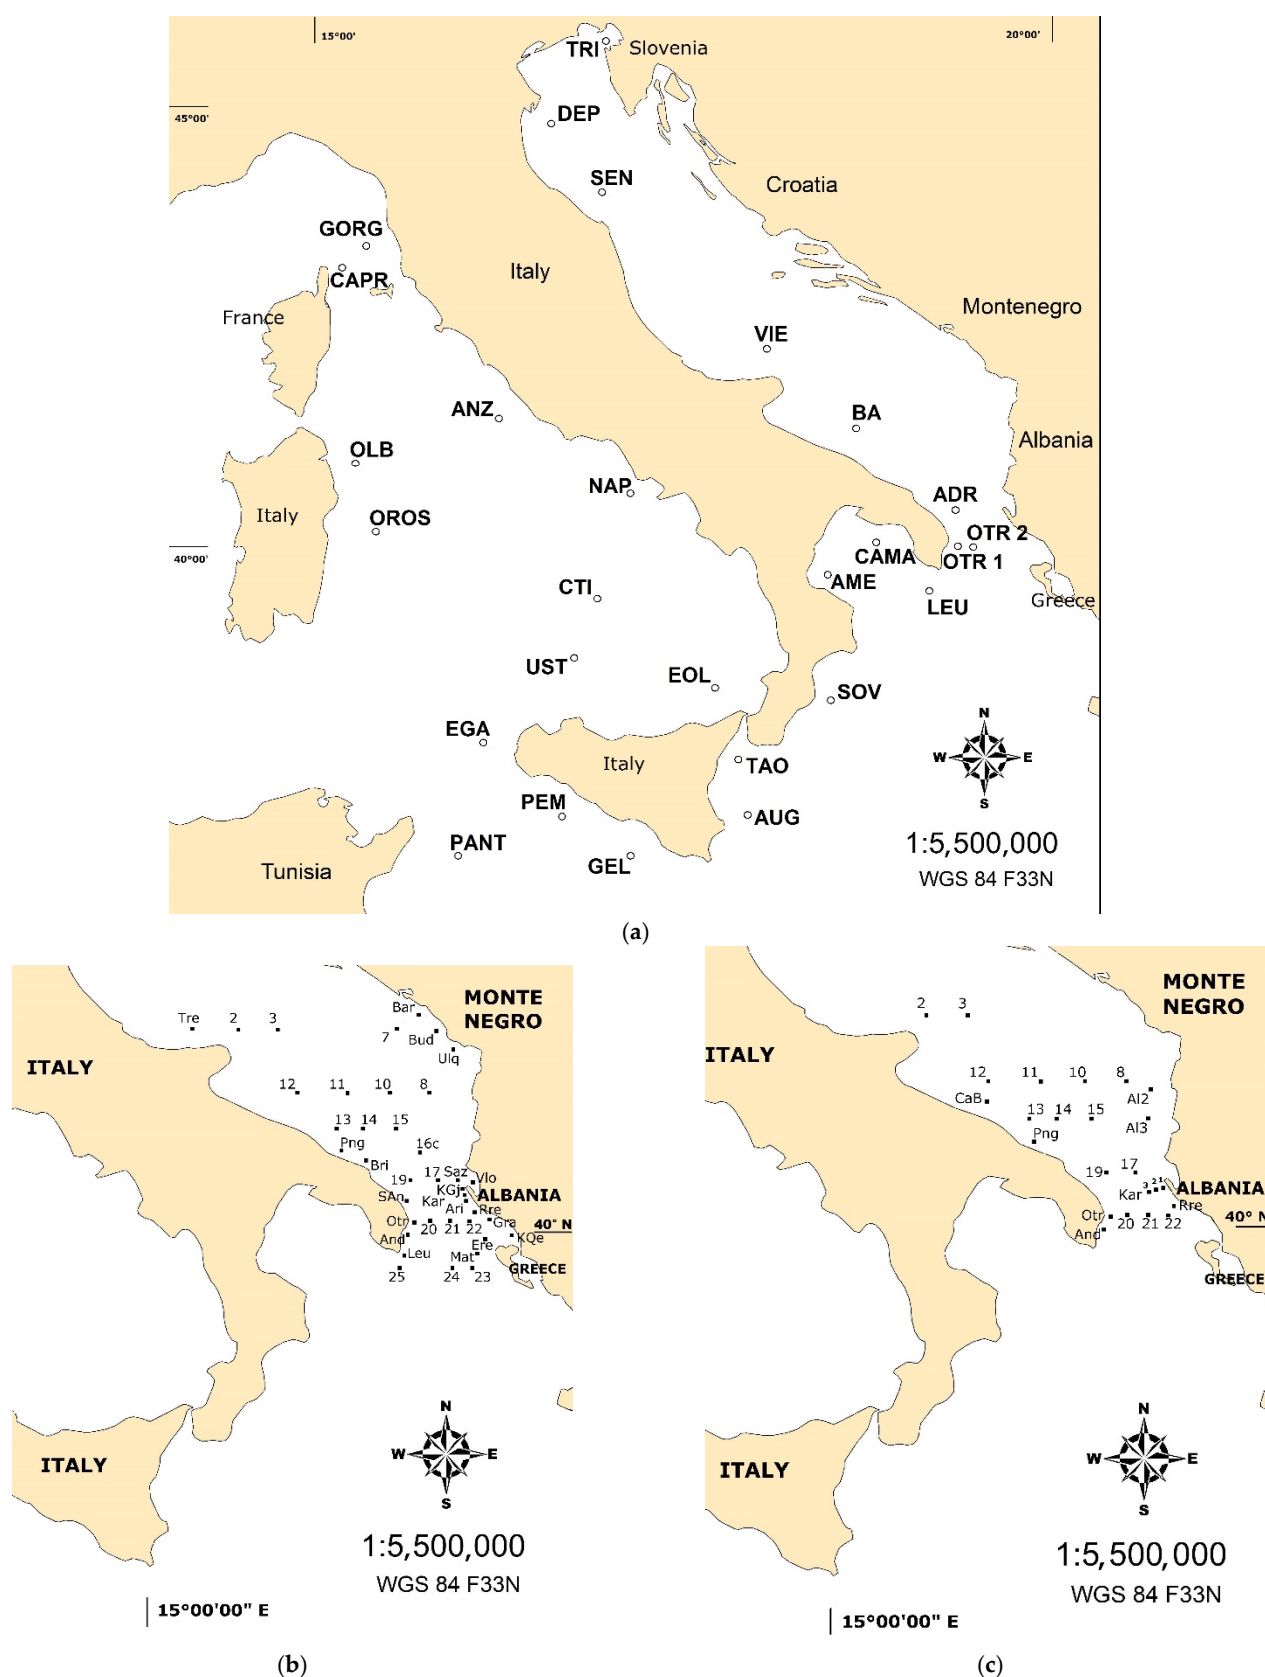 15°00'
20°00'
TRI
Slovenia
45°00'
DEP
SEN
Croatia
GORG
Italy
CAPR
Montenegro
France
VIE
ANZ
BA
Albania
OLB
NAP
ADR
Italy
OROS
OTR 2
40°00'
CAMA
OTR 1
AME
CTI
LEU
Greece
UST
EOL
SOV
N
EGA
W
E
Italy
TAO
S
PEM
AUG
1:5,500,000
PANT
GEL
Tunisia
WGS 84 F33N
(a)
MONTE
NEGRO
Bar
Tre
2
3
7
Bud
Ulq
ITALY
12
11
10
8
13
14
15
Png
16c
Bri
19
17
Saz
Vlo
KGj
ALBANIA
SAn
Kar
Ari
Rre
Otr
20
21
22
Gra
40° N
And
Ere
KQe
Leu
Mat
GREECE
25
24
23
N
W
E
S
ITALY
1:5,500,000
WGS 84 F33N
15°00'00" E
(b)
MONTE
NEGRO
2
3
ITALY
12
11
10
8
CaB
Al2
13
14
15
Al3
Png
19
17
3
2
1
ALBANIA
Kar
Rre
Otr
20
21
22
40° N
And
GREECE
N
W
E
S
ITALY
1:5,500,000
WGS 84 F33N
15°00'00" E
(c)